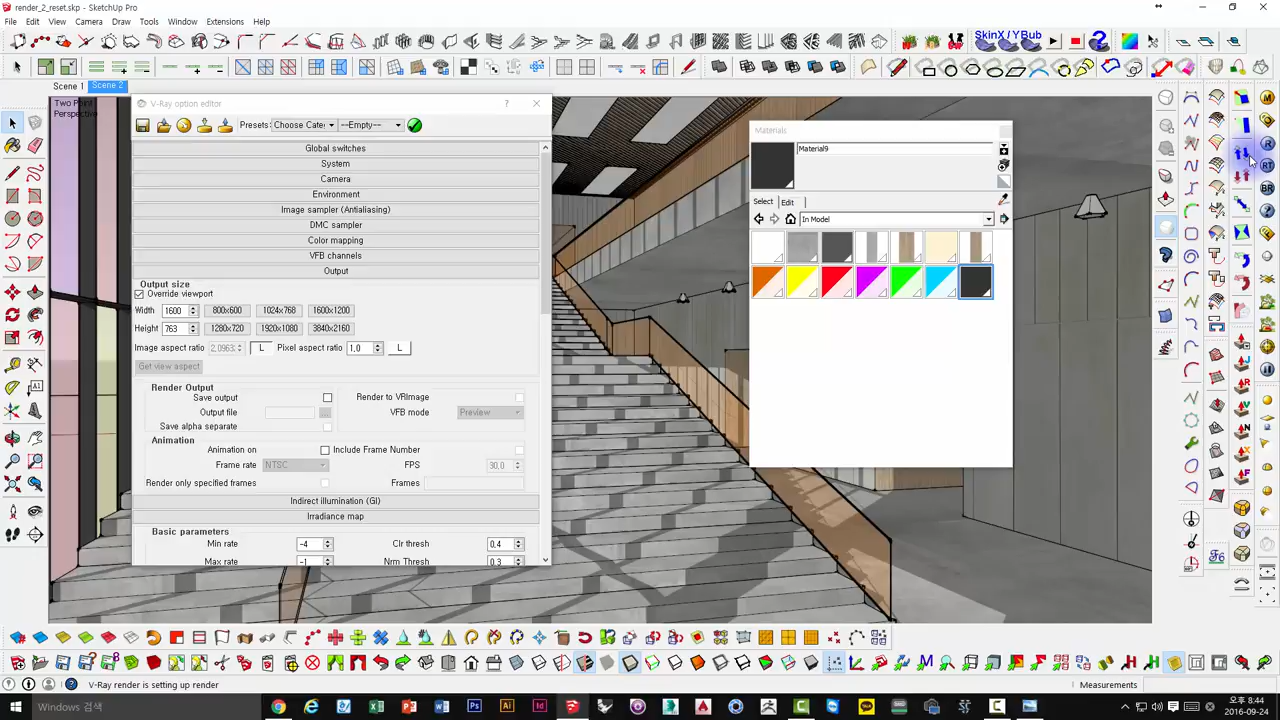 render_2_reset.skp - SketchUp Pro
File Edit View Camera Draw Tools Window Extensions Help
SkinX / YBub
Scene 1 Scene 2
Two Point
Perspective
V-Ray option editor
Presets: Choose Cate --Empty--
Global switches
System
Camera
Environment
Image sampler (Antialiasing)
DMC sampler
Color mapping
VFB channels
Output
Output size
Override viewport
Width 1600 800x600 1024x768 1600x1200
Height 763 1280x720 1920x1080 3840x2160
Image aspect ratio 2,0963 L Pixel aspect ratio 1,0 L
Get view aspect
Render Output
Save output Render to VRImage
Output file ... VFB mode Preview
Save alpha separate
Animation
Animation on Include Frame Number
Frame rate NTSC FPS 30.0
Render only specified frames Frames
Indirect illumination (GI)
Irradiance map
Basic parameters
Min rate -4 Clr thresh 0.4
Max rate -1 Nrm Thresh 0.3
Materials
Material9
Select Edit
In Model
R
RT
BR
V-Ray render is setting up render
Measurements
Windows 검색
오후 8:44
2016-09-24